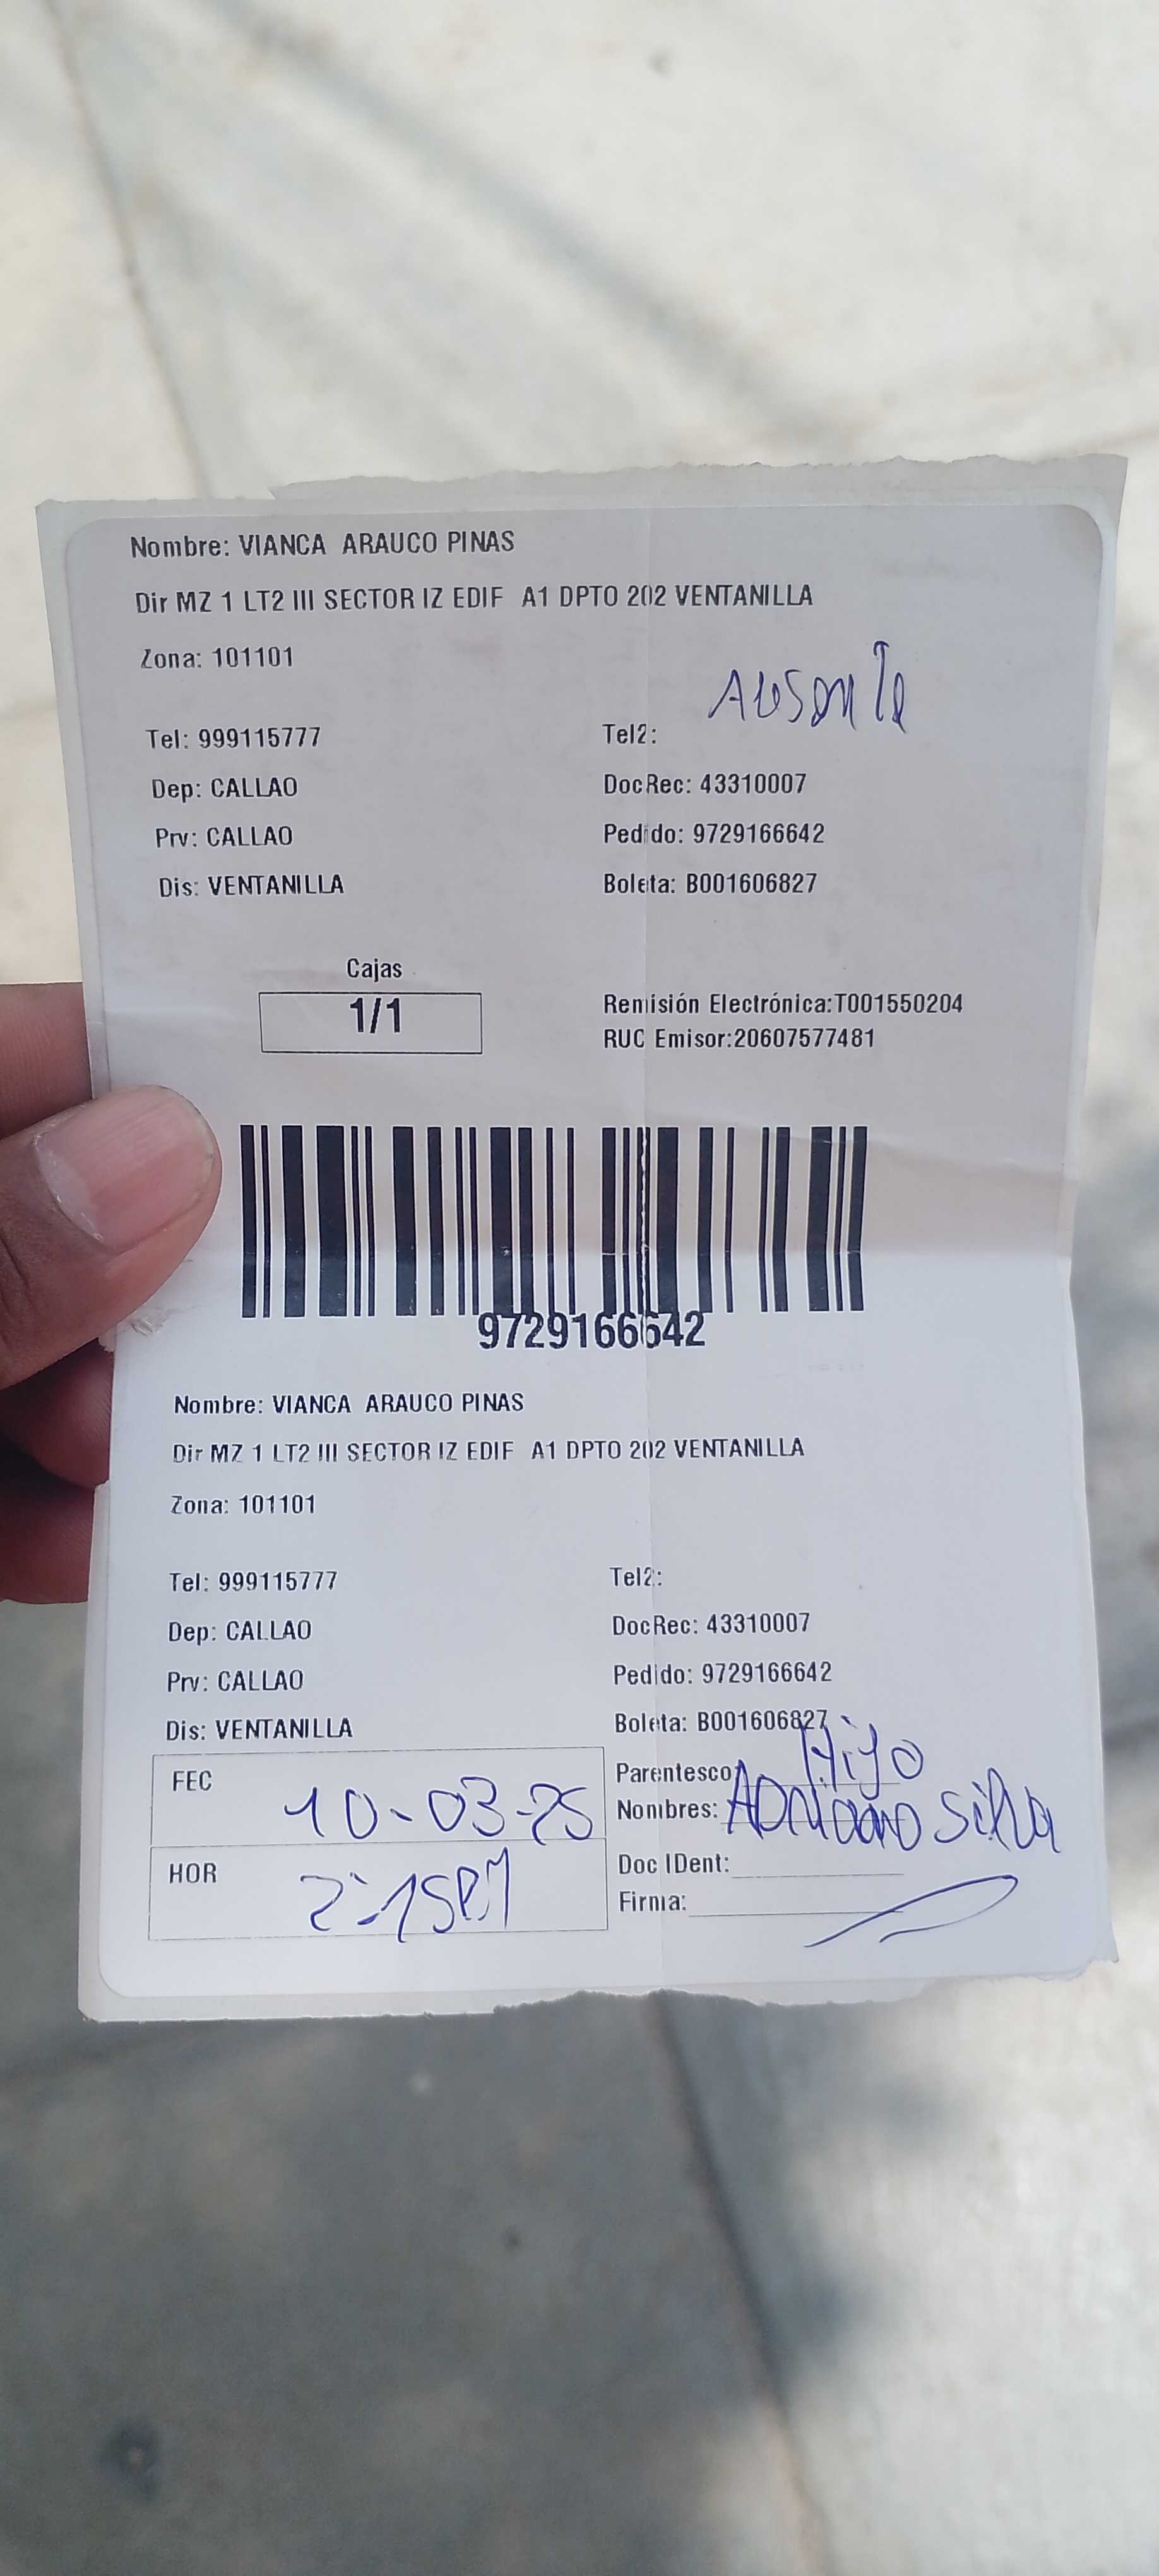 Nombre: VIANCA ARAUCO PINAS
Dir MZ 1 LT2 III SECTOR IZ EDIF A1 DPTO 202 VENTANILLA
Zona: 101101
Ausente
Tel: 999115777 Tel2:
Dep: CALLAO DocRec: 43310007
Prv: CALLAO Pedido: 9729166642
Dis: VENTANILLA Boleta: B001606827
Cajas
1/1
Remisión Electrónica:T001550204
RUC Emisor:20607577481
9729166642
Nombre: VIANCA ARAUCO PINAS
Dir MZ 1 LT2 III SECTOR IZ EDIF A1 DPTO 202 VENTANILLA
Zona: 101101
Tel: 999115777 Tel2:
Dep: CALLAO DocRec: 43310007
Prv: CALLAO Pedido: 9729166642
Dis: VENTANILLA Boleta: B001606827
FEC 10-03-25
Parentesco: Hijo
Nombres: Silva
HOR 2:15PM
Doc IDent:
Firma: